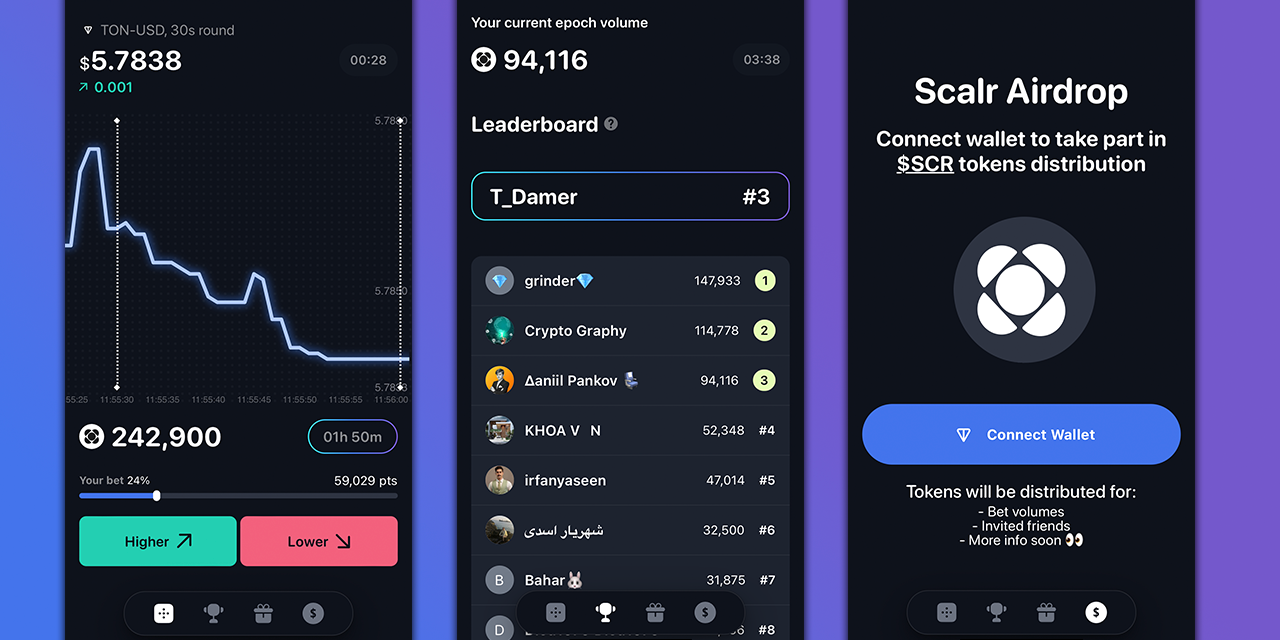 TON-USD, 30s round
$5.7838
00:28
0.001
5.7850
55:25 11:55:30 11:55:35 11:55:40 11:55:45 11:55:50 11:55:55 11:56:00
242,900
01h 50m
Your bet 24%
59,029 pts
Higher
Lower
Your current epoch volume
94,116
03:38
Leaderboard ?
T_Damer #3
grinder💎 147,933 1
Crypto Graphy 114,778 2
Δaniil Pankov 💺 94,116 3
KHOA V N 52,348 #4
irfanyaseen 47,014 #5
شهریار اسدی 32,500 #6
B Bahar🐰 31,875 #7
D #8
Scalr Airdrop
Connect wallet to take part in
$SCR tokens distribution
Connect Wallet
Tokens will be distributed for:
- Bet volumes
- Invited friends
- More info soon 👀